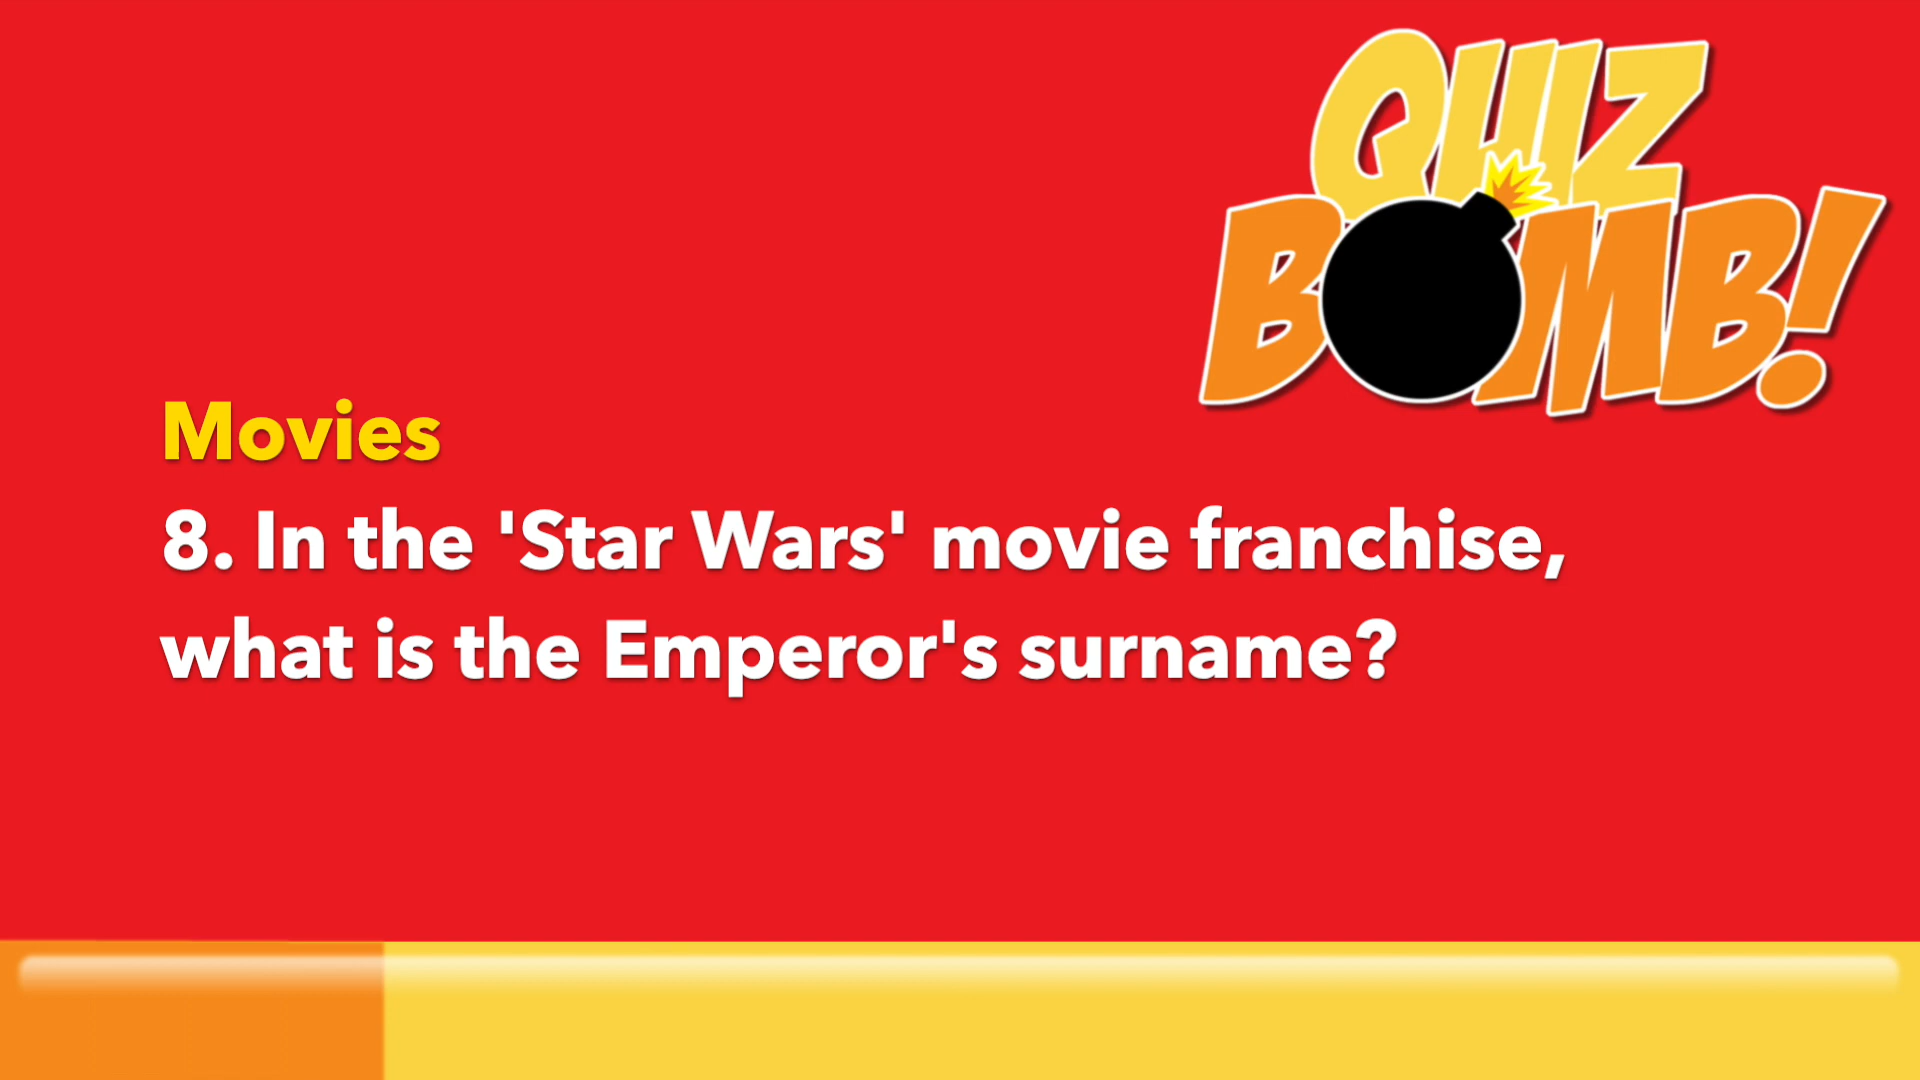 QUIZ
BOMB!
Movies
8. In the 'Star Wars' movie franchise,
what is the Emperor's surname?